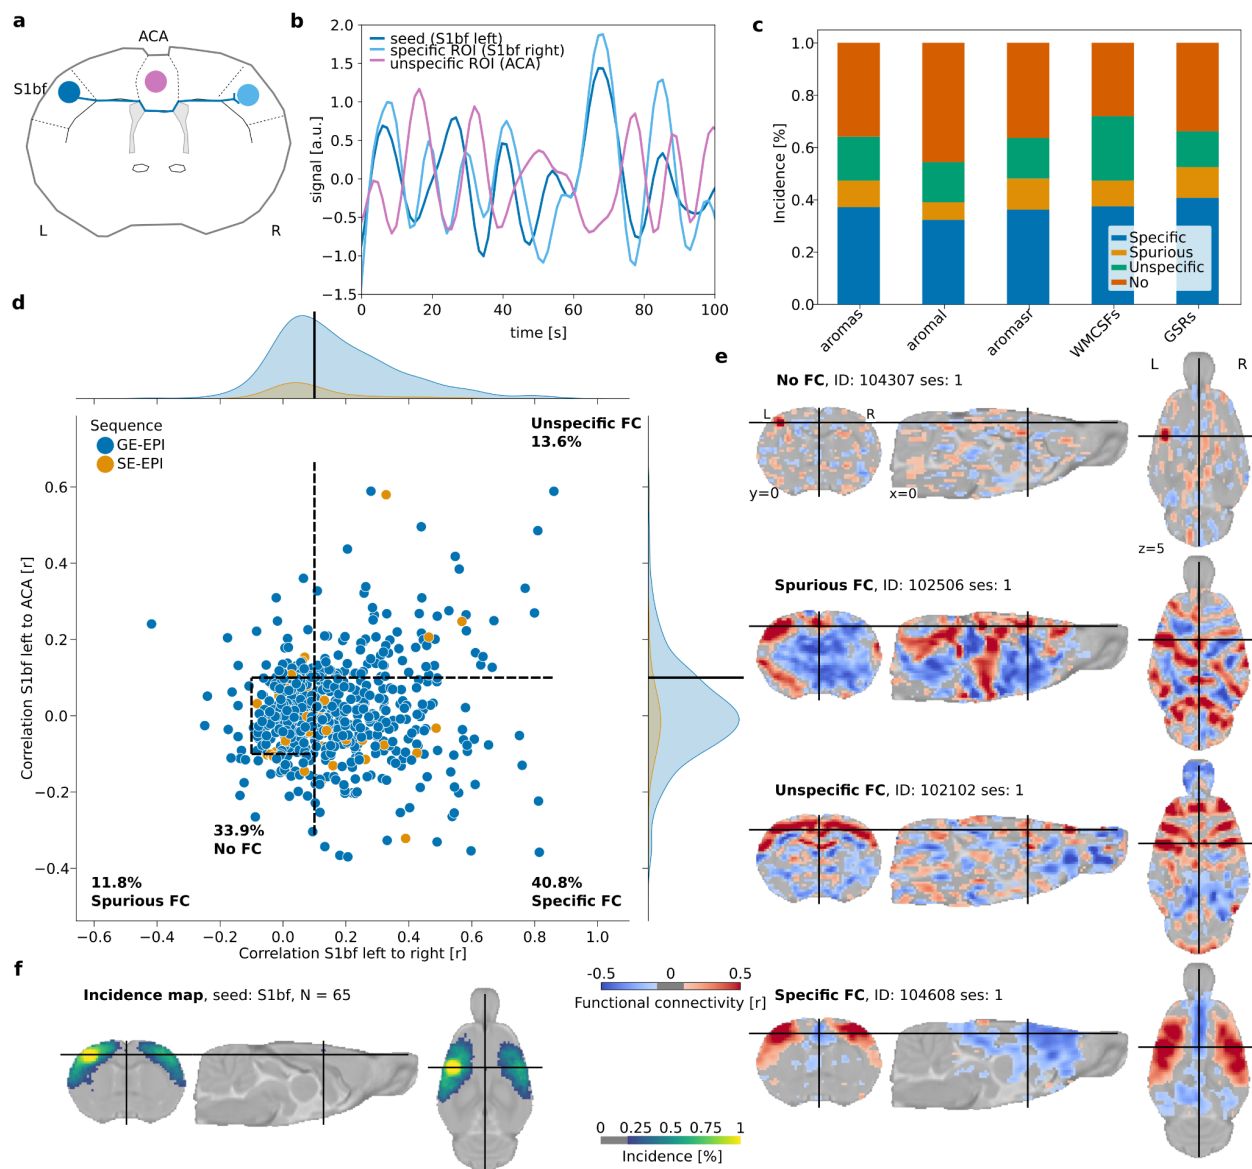 a
ACA
S1bf
L
R
b
seed (S1bf left)
specific ROI (S1bf right)
unspecific ROI (ACA)
signal [a.u.]
2.0
1.5
1.0
0.5
0.0
−0.5
−1.0
−1.5
0 20 40 60 80 100
time [s]
c
Incidence [%]
1.0
0.8
0.6
0.4
0.2
0.0
Specific
Spurious
Unspecific
No
aromas aromal aromasr WMCSFs GSRs
d
Sequence
GE-EPI
SE-EPI
Unspecific FC
13.6%
Correlation S1bf left to ACA [r]
0.6
0.4
0.2
0.0
−0.2
−0.4
33.9%
No FC
11.8%
Spurious FC
40.8%
Specific FC
−0.6 −0.4 −0.2 0.0 0.2 0.4 0.6 0.8 1.0
Correlation S1bf left to right [r]
e
No FC, ID: 104307 ses: 1
L R
L R
y=0
x=0
z=5
Spurious FC, ID: 102506 ses: 1
Unspecific FC, ID: 102102 ses: 1
Specific FC, ID: 104608 ses: 1
-0.5 0 0.5
Functional connectivity [r]
f
Incidence map, seed: S1bf, N = 65
0 0.25 0.75 1
Incidence [%]